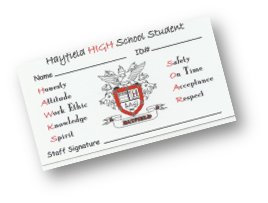 Hayfield HIGH School Student
Name ID#
Honesty
Attitude
Work Ethic
Knowledge
Spirit
Safety
On Time
Acceptance
Respect
HAYFIELD
Staff Signature